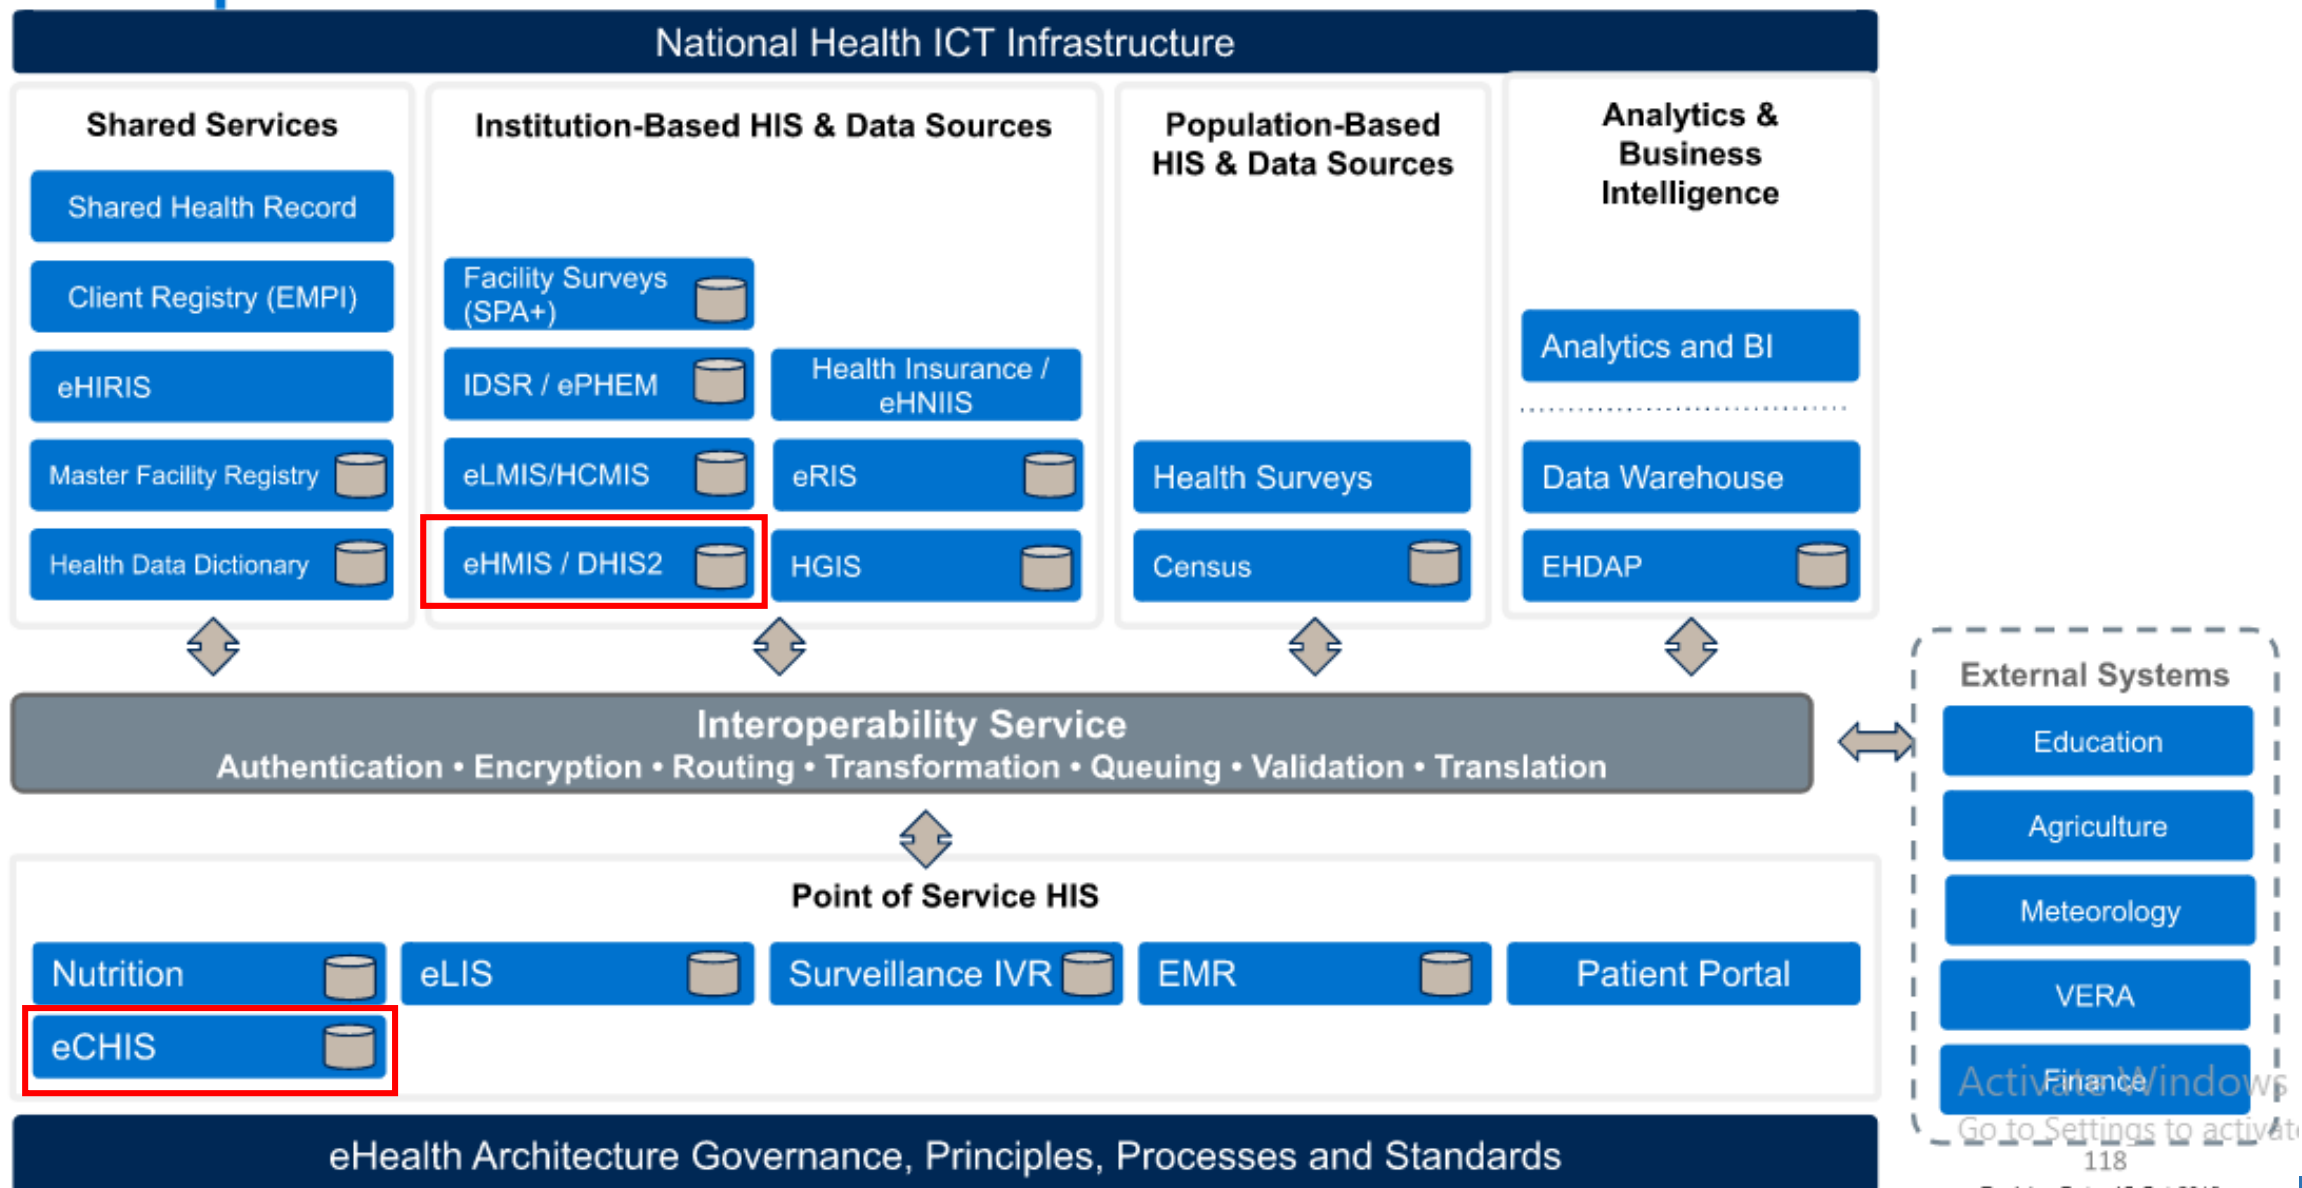 National Health ICT Infrastructure
Shared Services
Shared Health Record
Client Registry (EMPI)
eHIRIS
Master Facility Registry
Health Data Dictionary
Institution-Based HIS & Data Sources
Facility Surveys
(SPA+)
IDSR / ePHEM
Health Insurance /
eHNIIS
eLMIS/HCMIS
eRIS
eHMIS / DHIS2
HGIS
Population-Based
HIS & Data Sources
Health Surveys
Census
Analytics &
Business
Intelligence
Analytics and BI
Data Warehouse
EHDAP
Interoperability Service
Authentication • Encryption • Routing • Transformation • Queuing • Validation • Translation
External Systems
Education
Agriculture
Meteorology
VERA
Finance
Point of Service HIS
Nutrition
eLIS
Surveillance IVR
EMR
Patient Portal
eCHIS
eHealth Architecture Governance, Principles, Processes and Standards
Activate Windows
Go to Settings to activate
118